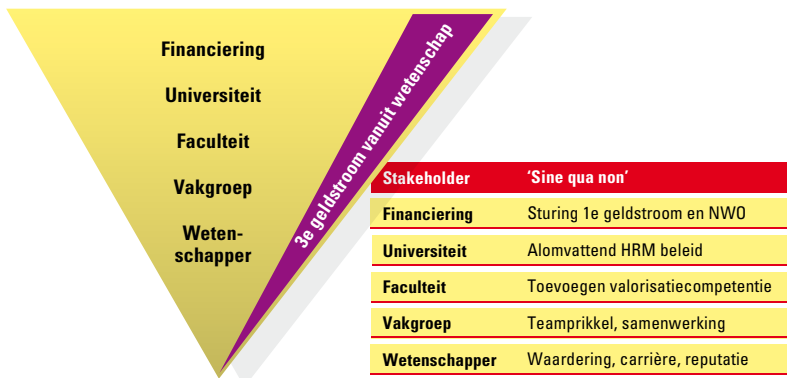 Financiering
Universiteit
Faculteit
Vakgroep
Weten-
schapper
3e geldstroom vanuit wetenschap
Stakeholder 'Sine qua non'
Financiering Sturing 1e geldstroom en NWO
Universiteit Alomvattend HRM beleid
Faculteit Toevoegen valorisatiecompetentie
Vakgroep Teamprikkel, samenwerking
Wetenschapper Waardering, carrière, reputatie